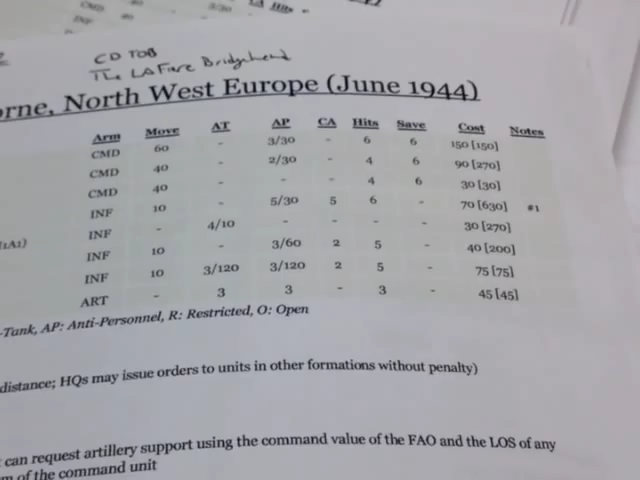 CD TOB
The La Fiere Bridgehead
orne, North West Europe (June 1944)
Arm Move AT AP CA Hits Save Cost Notes
CMD 60 - 3/30 - 6 6 150 [150]
CMD 40 - 2/30 - 4 6 90 [270]
CMD 40 - - 4 6 30 [30]
INF 10 - 5/30 5 6 - 70 [630] #1
INF - 4/10 - - - - 30 [270]
[1A1) INF 10 - 3/60 2 5 - 40 [200]
INF 10 3/120 3/120 2 5 - 75 [75]
ART - 3 3 - 3 - 45 [45]
-Tank, AP: Anti-Personnel, R: Restricted, O: Open
distance; HQs may issue orders to units in other formations without penalty)
can request artillery support using the command value of the FAO and the LOS of any
m of the command unit